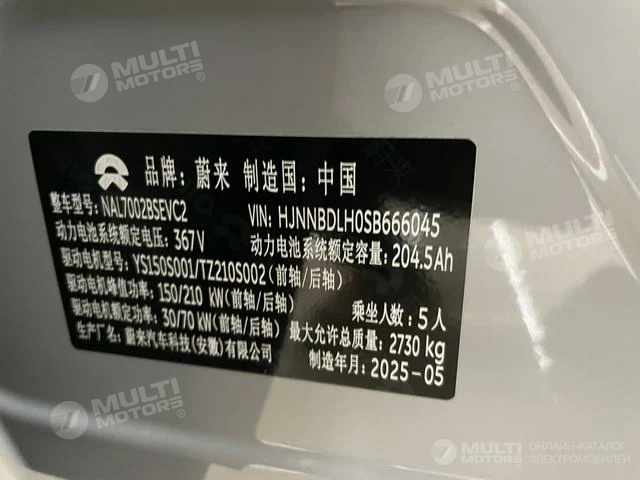 MULTI MOTORS®
MULTI MOTORS®
MULTI
品牌: 蔚来 制造国: 中国
整车型号: NAL7002BSEVC2 VIN: HJNNBDLH0SB666045
动力电池系统额定电压: 367V 动力电池系统额定容量: 204.5Ah
驱动电机型号: YS150S001/TZ210S002(前轴/后轴)
驱动电机峰值功率: 150/210 kW(前轴/后轴) 乘坐人数: 5人
驱动电机额定功率: 30/70 kW(前轴/后轴) 最大允许总质量: 2730 kg
生产厂名: 蔚来汽车科技(安徽)有限公司 制造年月: 2025-05
MULTI MOTORS®
MULTI MOTORS®
MULTI MOTORS® ОНЛАЙН-КАТАЛОГ ЭЛЕКТРОМОБИЛЕЙ